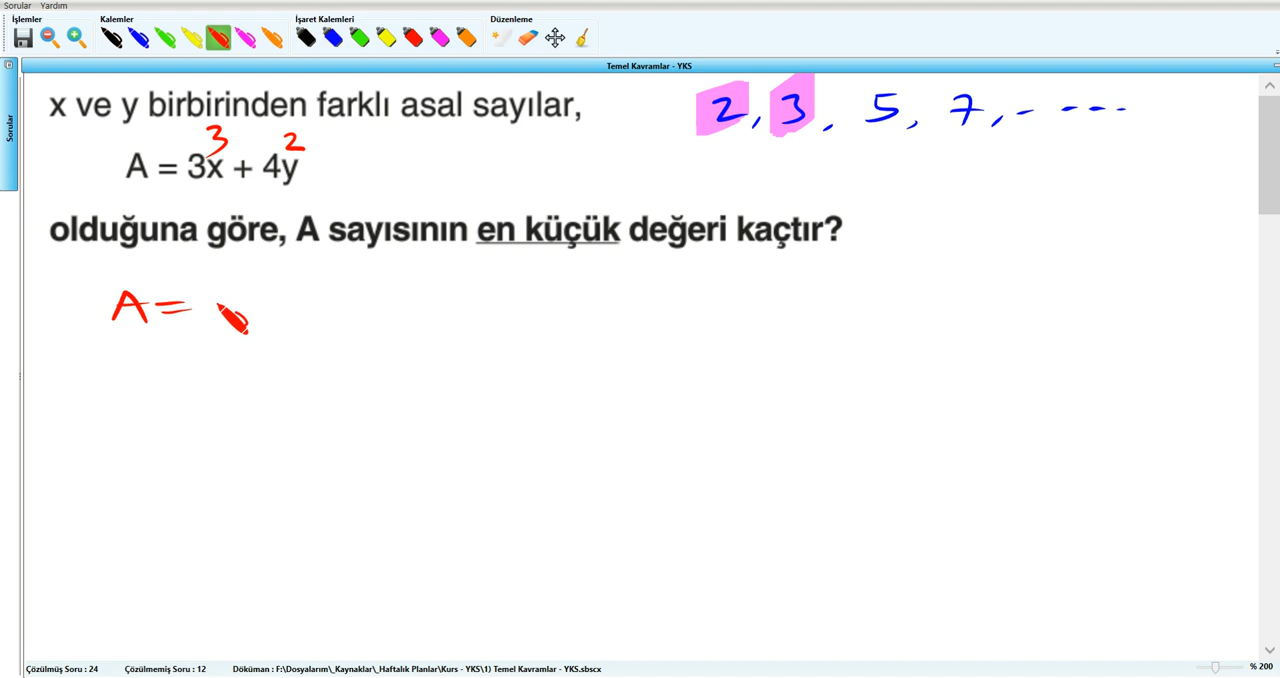 Sorular Yardım
İşlemler Kalemler İşaret Kalemleri Düzenleme
Temel Kavramlar - YKS
Sorular
x ve y birbirinden farklı asal sayılar,
2, 3, 5, 7, - ---
3 2
A = 3x + 4y
olduğuna göre, A sayısının en küçük değeri kaçtır?
A =
Çözülmüş Soru : 24 Çözülmemiş Soru : 12 Döküman : F:\Dosyalarım\_Kaynaklar\_Haftalık Planlar\Kurs - YKS\1) Temel Kavramlar - YKS.sbscx % 200